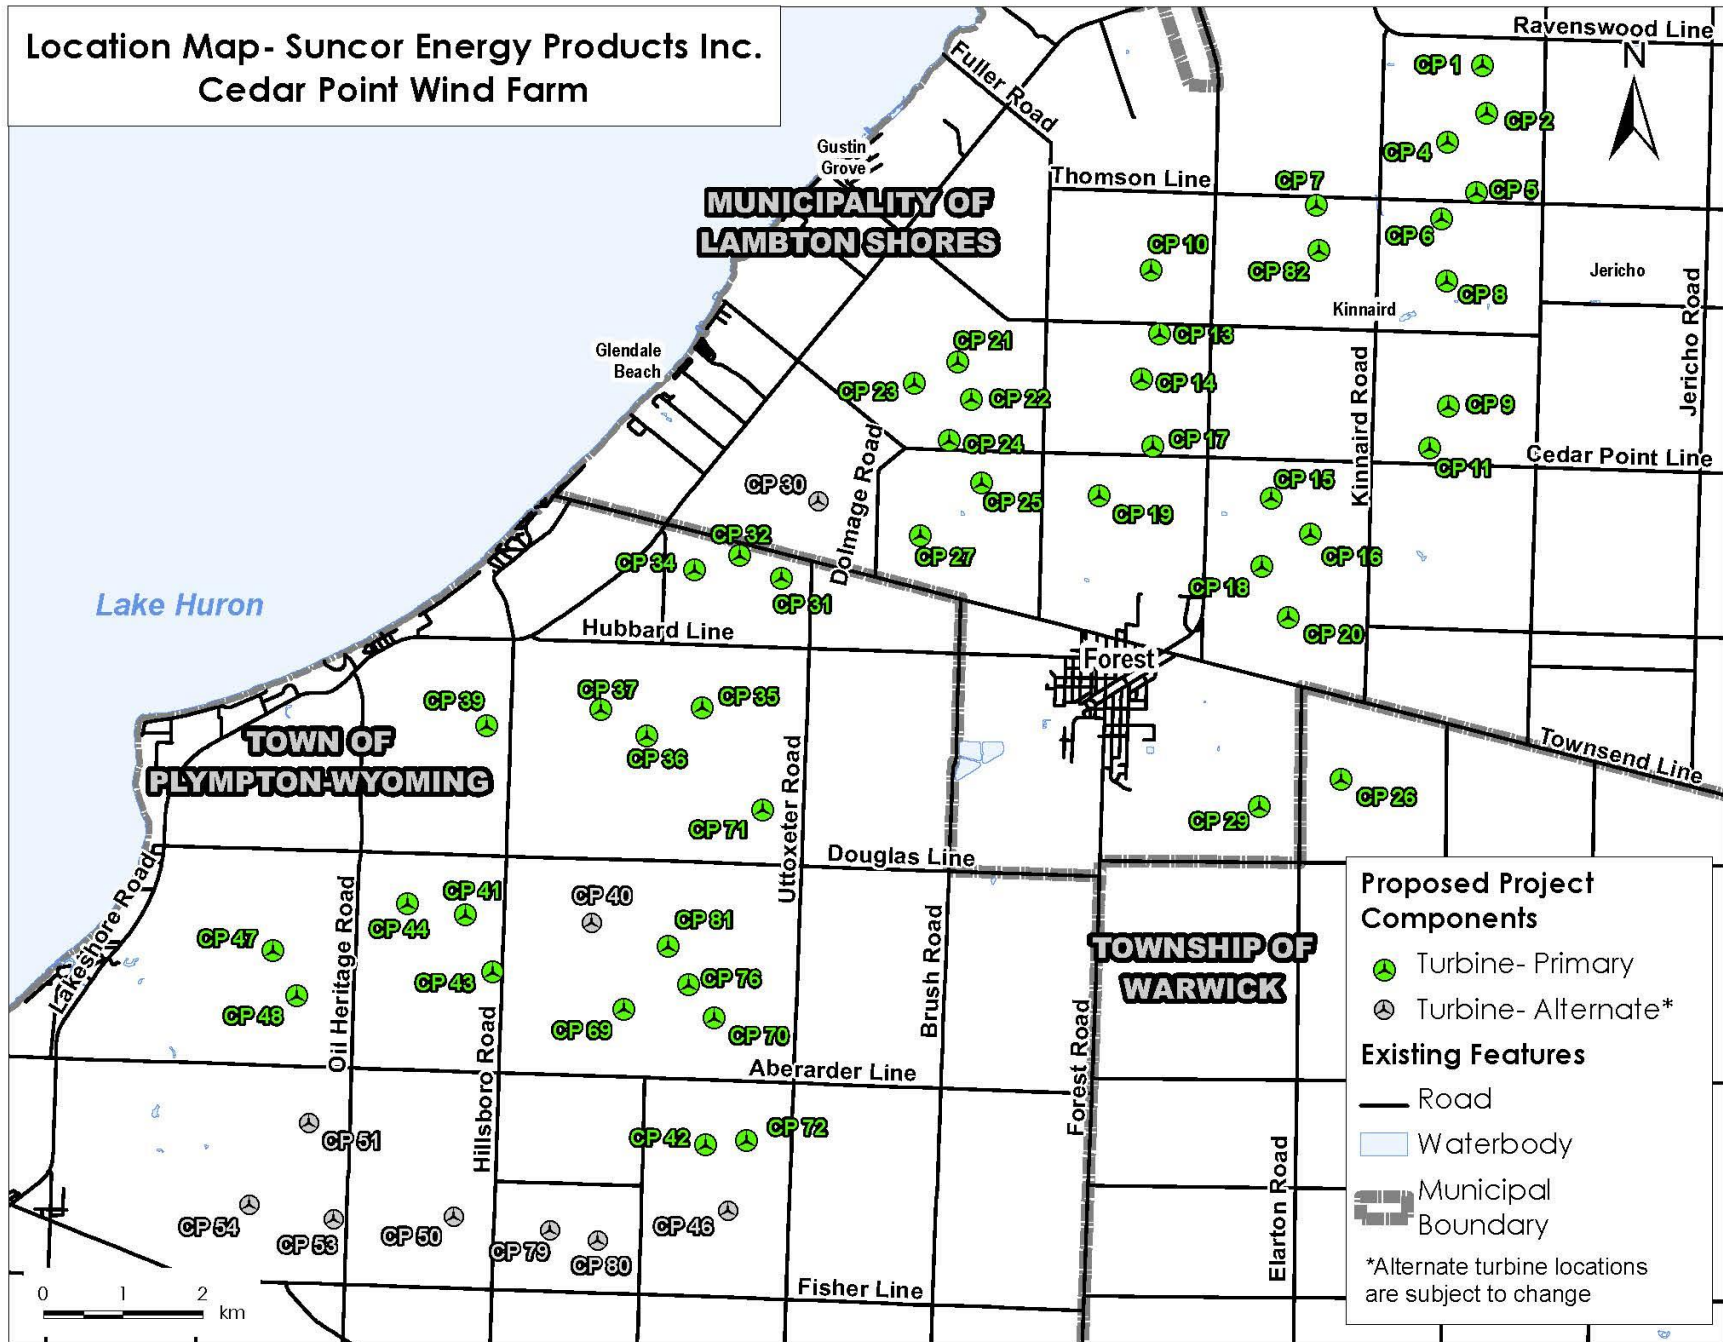 Location Map- Suncor Energy Products Inc.
Cedar Point Wind Farm
Ravenswood Line
N
Fuller Road
CP 1
CP 2
CP 4
Gustin
Grove
Thomson Line
CP 7
CP 5
MUNICIPALITY OF
LAMBTON SHORES
CP 6
CP 10
CP 82
Jericho
CP 8
Kinnaird
Jericho Road
CP 13
CP 21
Glendale
Beach
CP 14
CP 23
CP 22
Kinnaird Road
CP 9
CP 24
CP 17
Dolmage Road
Cedar Point Line
CP 11
CP 30
CP 15
CP 25
CP 19
CP 32
CP 27
CP 16
CP 34
CP 18
Lake Huron
CP 31
Hubbard Line
CP 20
Forest
CP 39
CP 37
CP 35
TOWN OF
PLYMPTON-WYOMING
CP 36
Uttoxeter Road
Townsend Line
CP 26
CP 71
CP 29
Douglas Line
Lakeshore Road
CP 41
CP 40
CP 44
CP 81
Oil Heritage Road
CP 47
Brush Road
TOWNSHIP OF
WARWICK
CP 43
CP 76
CP 48
CP 69
CP 70
Hillsboro Road
Forest Road
Aberarder Line
CP 51
CP 42
CP 72
Elarton Road
CP 54
CP 53
CP 50
CP 79
CP 80
CP 46
Fisher Line
0 1 2
km
Proposed Project
Components
Turbine- Primary
Turbine- Alternate*
Existing Features
Road
Waterbody
Municipal
Boundary
*Alternate turbine locations
are subject to change